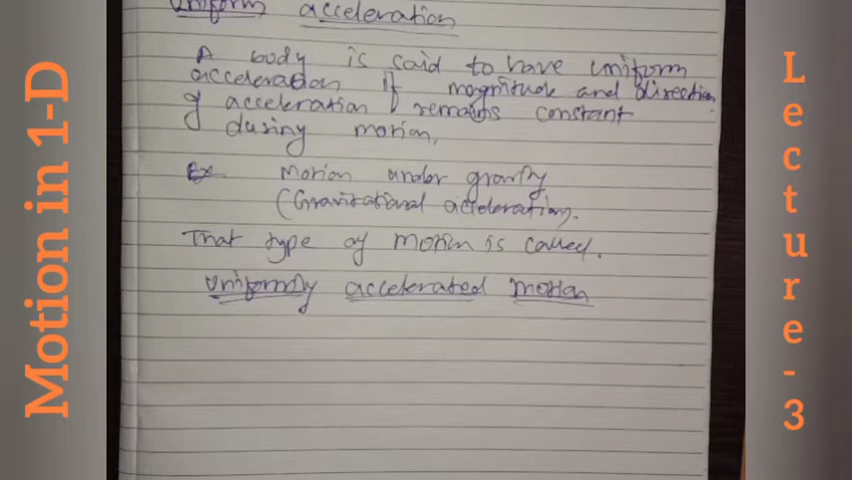 Motion in 1-D
Uniform acceleration
A body is said to have uniform
acceleration if magnitude and direction
of acceleration remains constant
during motion,
Ex. Motion under gravity
(Gravitational acceleration.
That type of motion is called.
Uniformly accelerated motion
Lecture-3